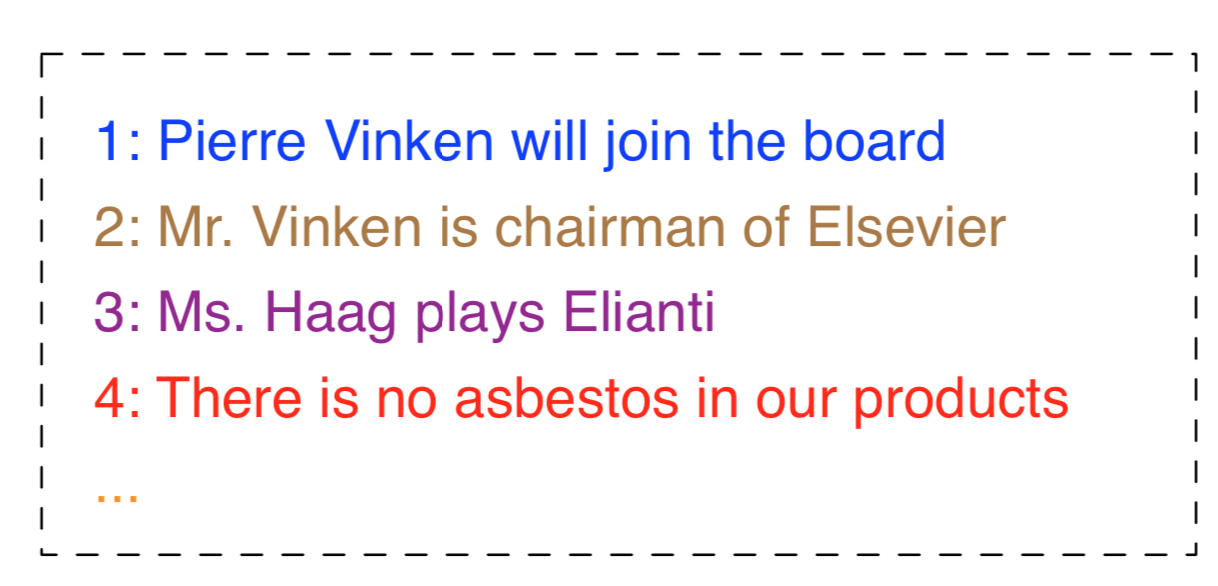 1: Pierre Vinken will join the board
2: Mr. Vinken is chairman of Elsevier
3: Ms. Haag plays Elianti
4: There is no asbestos in our products
...